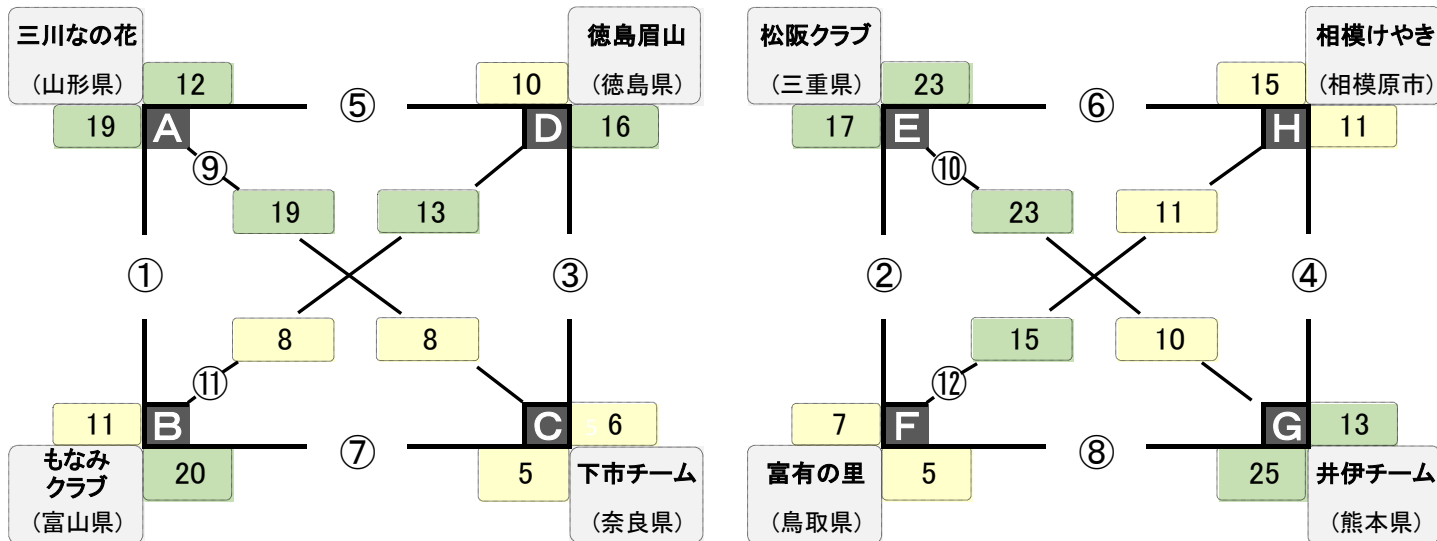 三川なの花
（山形県）
12
19
A
⑤
10
徳島眉山
（徳島県）
D
16
⑨
19
13
①
③
8
8
⑪
11
B
もなみ
クラブ
（富山県）
20
⑦
C
6
5
下市チーム
（奈良県）
松阪クラブ
（三重県）
23
17
E
⑥
15
相模けやき
（相模原市）
H
11
⑩
23
11
②
④
15
10
⑫
7
F
富有の里
（鳥取県）
5
⑧
G
13
25
井伊チーム
（熊本県）